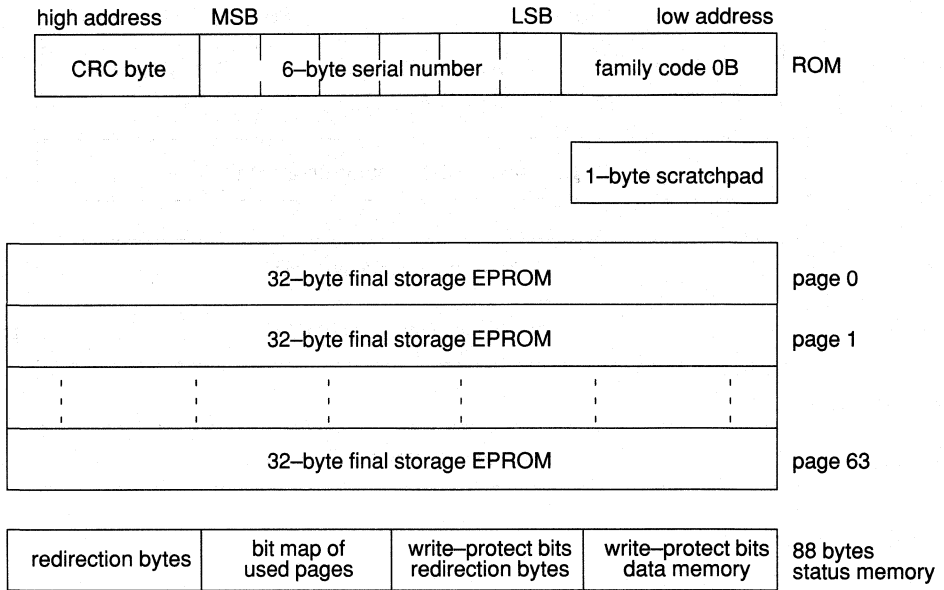 high address MSB LSB low address
CRC byte 6–byte serial number family code 0B ROM
1–byte scratchpad
32–byte final storage EPROM page 0
32–byte final storage EPROM page 1
32–byte final storage EPROM page 63
redirection bytes
bit map of
used pages
write–protect bits
redirection bytes
write–protect bits
data memory
88 bytes
status memory